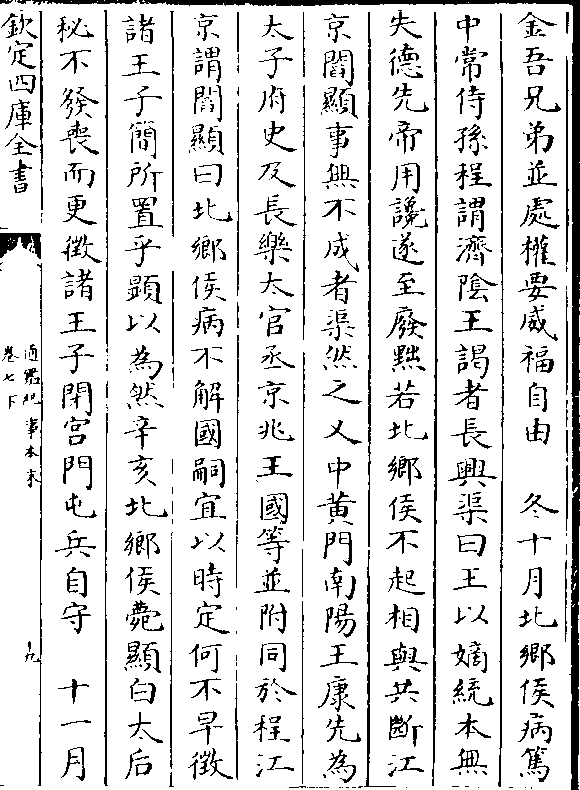 金吾兄弟並處權要威福自由　冬十月北鄉侯病篤
中常侍孫程謂濟陰王謁者長興渠曰王以嫡統本無
失德先帝用讒遂至廢黜若北鄉侯不起相與共斷江
京閻顯事無不成者渠然之又中黃門南陽王康先為
太子府史及長樂太官丞京兆王國等並附同於程江
京謂閻顯曰北鄉侯病不解國嗣宜以時定何不早徵
諸王子簡所置乎顯以為然辛亥北鄉侯薨顯白太后
秘不發喪而更徵諸王子閉宮門屯兵自守　十一月
欽定四庫全書
通鑑紀事本末
卷七下
九